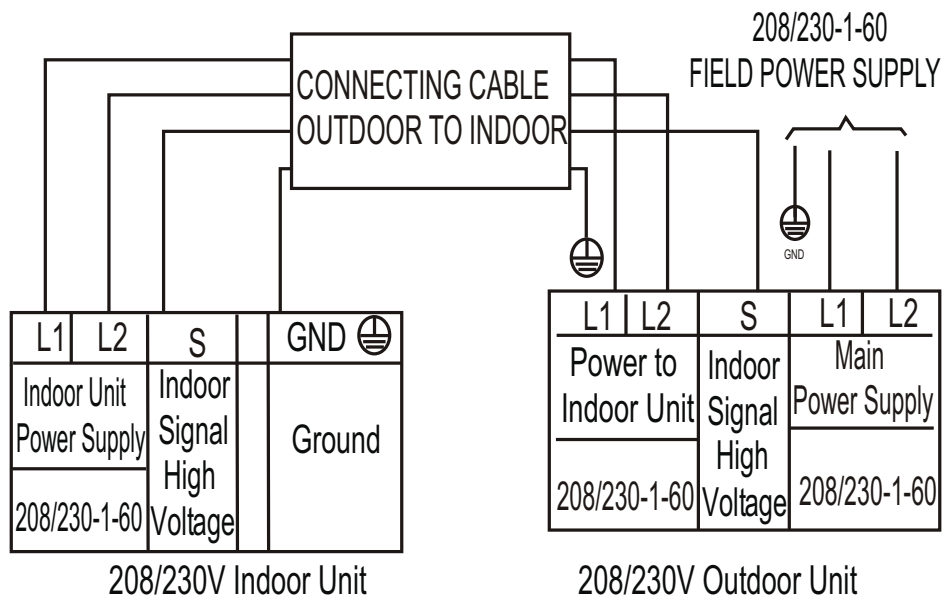 208/230-1-60
FIELD POWER SUPPLY
CONNECTING CABLE
OUTDOOR TO INDOOR
GND
L1 L2 S GND
Indoor Unit
Power Supply
208/230-1-60
Indoor
Signal
High
Voltage
Ground
208/230V Indoor Unit
L1 L2 S L1 L2
Power to
Indoor Unit
208/230-1-60
Indoor
Signal
High
Voltage
Main
Power Supply
208/230-1-60
208/230V Outdoor Unit